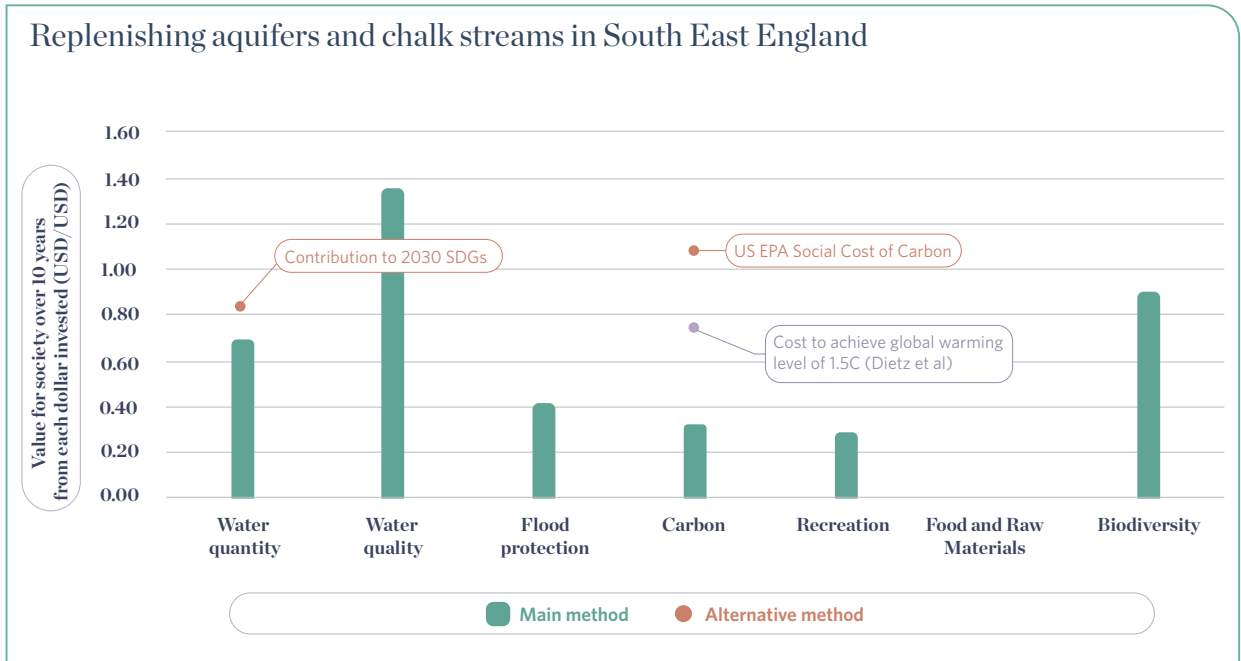 Replenishing aquifers and chalk streams in South East England
Value for society over 10 years
from each dollar invested (USD/USD)
1.60
1.40
1.20
1.00
0.80
0.60
0.40
0.20
0.00
Contribution to 2030 SDGs
US EPA Social Cost of Carbon
Cost to achieve global warming
level of 1.5C (Dietz et al)
Water
quantity
Water
quality
Flood
protection
Carbon
Recreation
Food and Raw
Materials
Biodiversity
Main method
Alternative method